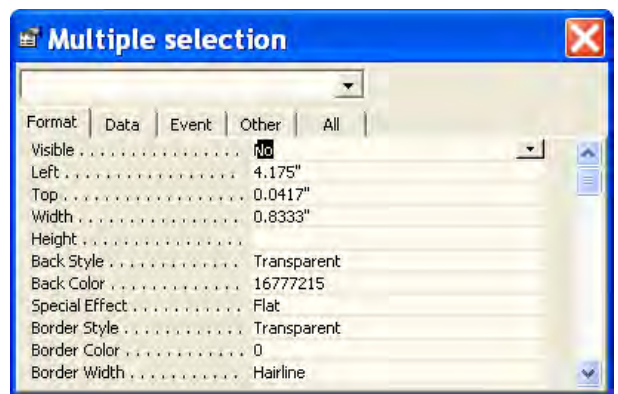 Multiple selection
Format Data Event Other All
Visible . . . . . . . . . . . . . . . . No
Left . . . . . . . . . . . . . . . . . 4.175"
Top . . . . . . . . . . . . . . . . . . 0.0417"
Width . . . . . . . . . . . . . . . . 0.8333"
Height . . . . . . . . . . . . . . . .
Back Style . . . . . . . . . . . . . Transparent
Back Color . . . . . . . . . . . . . 16777215
Special Effect . . . . . . . . . . . Flat
Border Style . . . . . . . . . . . . Transparent
Border Color . . . . . . . . . . . . 0
Border Width . . . . . . . . . . . Hairline